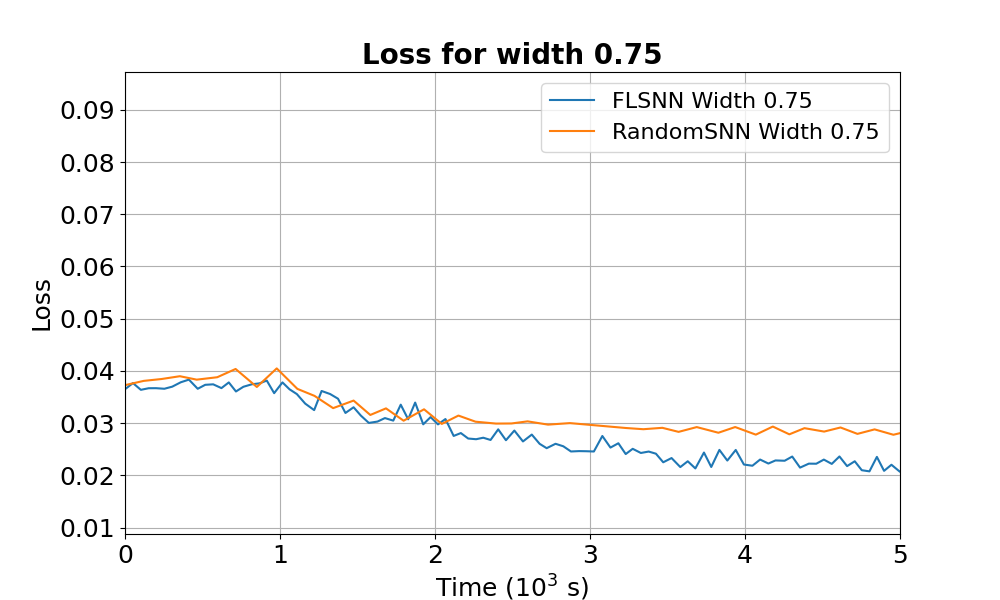 Loss for width 0.75
FLSNN Width 0.75
RandomSNN Width 0.75
0.09
0.08
0.07
0.06
0.05
0.04
0.03
0.02
0.01
Loss
0 1 2 3 4 5
Time (10³ s)